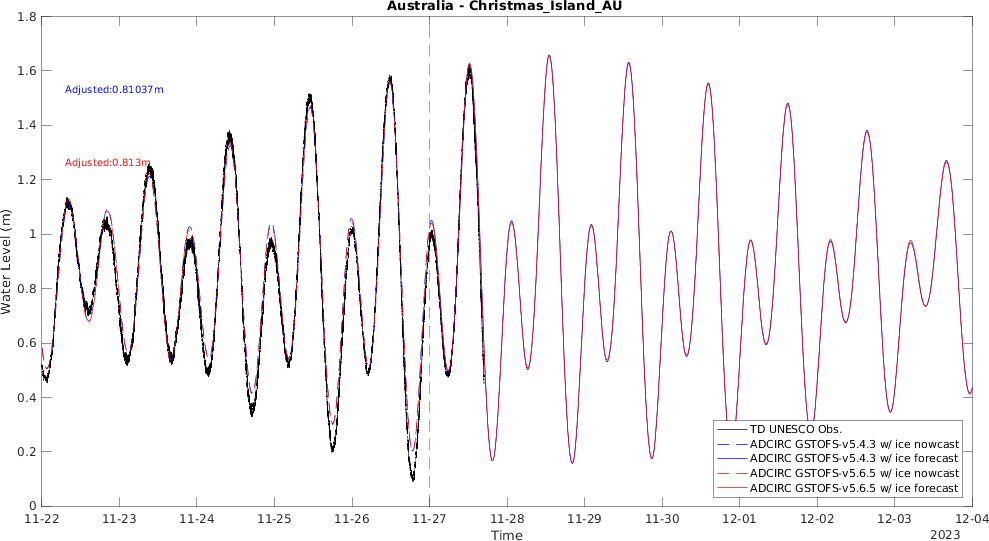 Australia - Christmas_Island_AU
1.8
1.6
1.4
1.2
1
0.8
0.6
0.4
0.2
0
Water Level (m)
Adjusted:0.81037m
Adjusted:0.813m
TD UNESCO Obs.
ADCIRC GSTOFS-v5.4.3 w/ ice nowcast
ADCIRC GSTOFS-v5.4.3 w/ ice forecast
ADCIRC GSTOFS-v5.6.5 w/ ice nowcast
ADCIRC GSTOFS-v5.6.5 w/ ice forecast
11-22 11-23 11-24 11-25 11-26 11-27 11-28 11-29 11-30 12-01 12-02 12-03 12-04
Time
2023